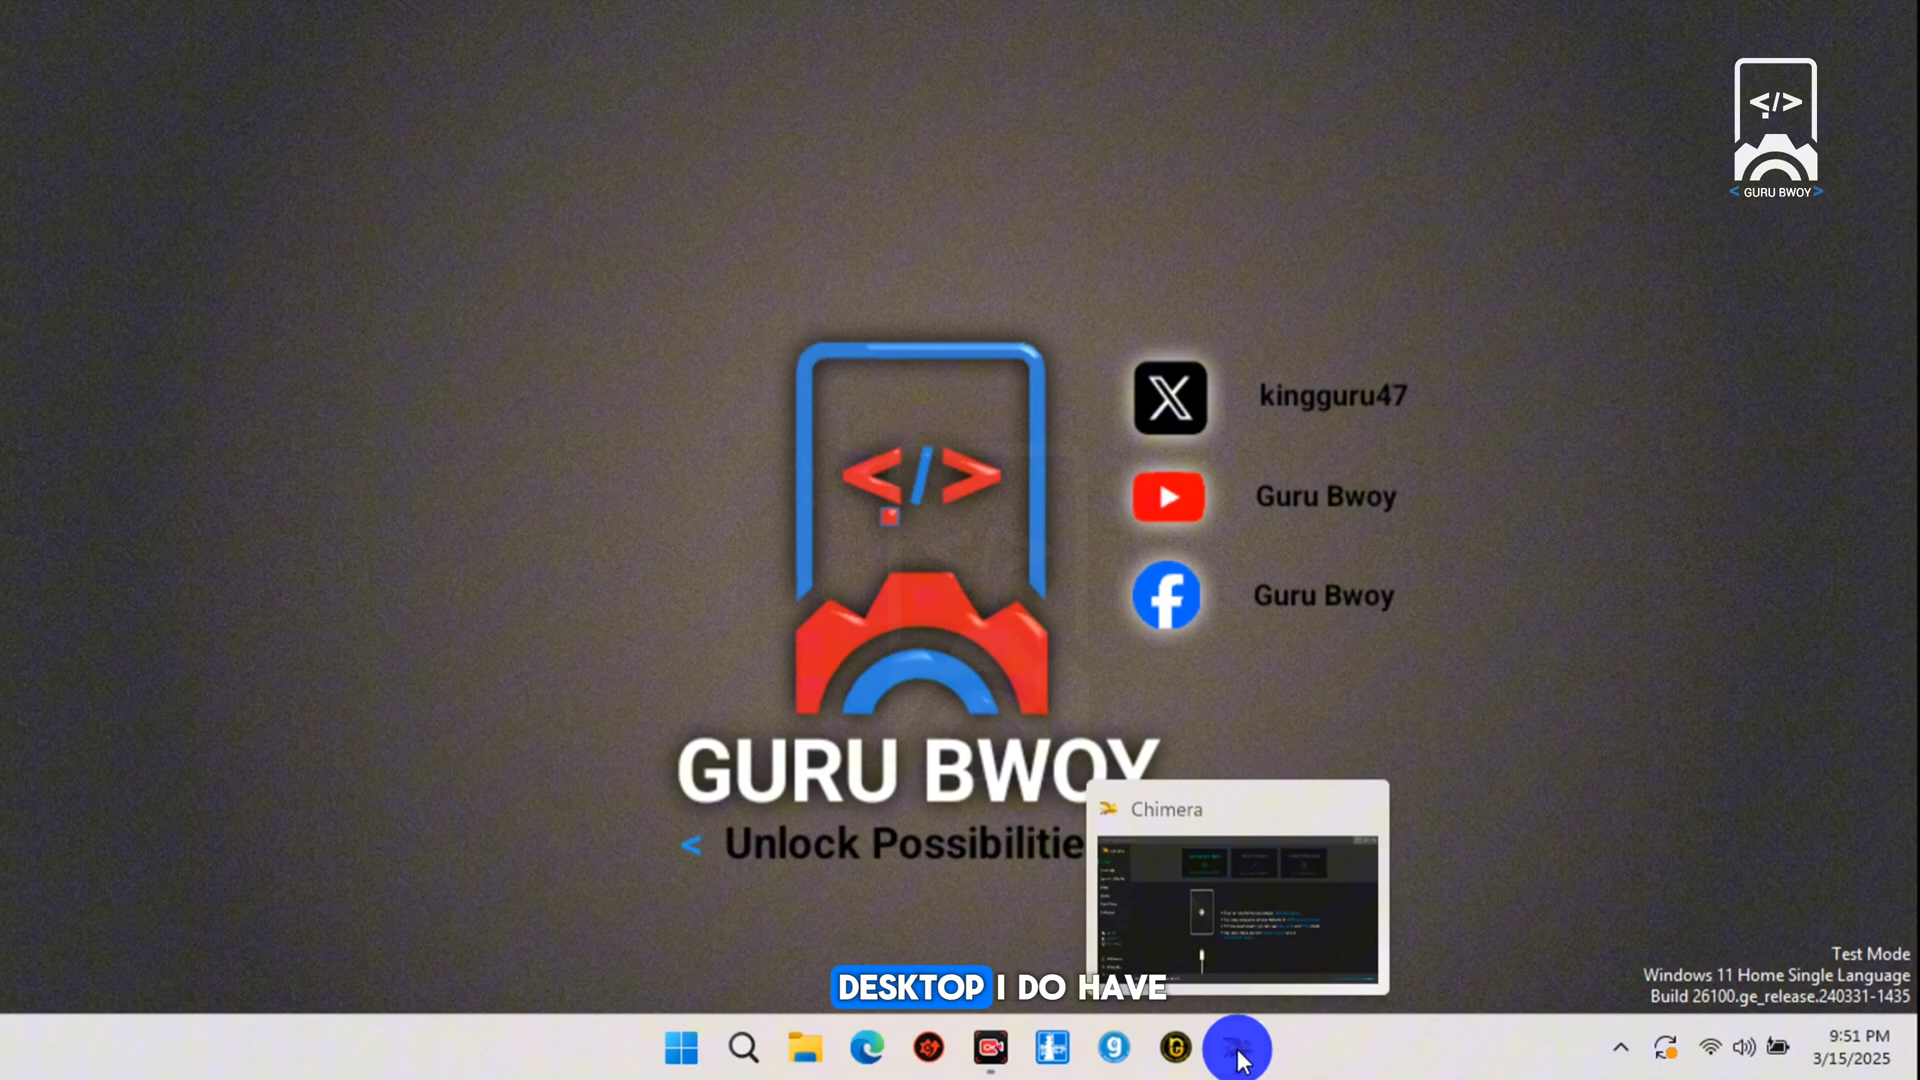 </>
< GURU BWOY >
kingguru47
</>
Guru Bwoy
Guru Bwoy
GURU BWOY
< Unlock Possibilitie
Chimera
DESKTOP I DO HAVE
Test Mode
Windows 11 Home Single Language
Build 26100.ge_release.240331-1435
9:51 PM
3/15/2025